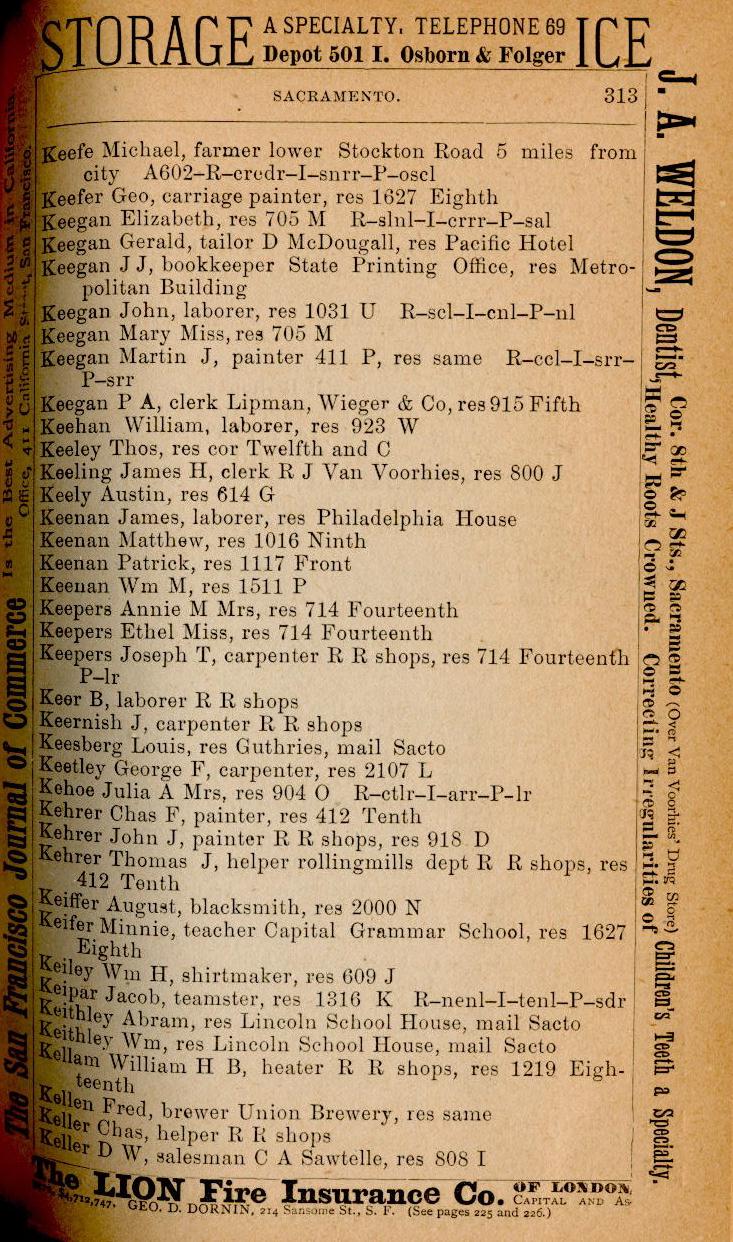 STORAGE A SPECIALTY. TELEPHONE 69 ICE
Depot 501 I. Osborn & Folger
SACRAMENTO. 313
Keefe Michael, farmer lower Stockton Road 5 miles from
city A602–R–crcdr–I–snrr–P–oscl
Keefer Geo, carriage painter, res 1627 Eighth
Keegan Elizabeth, res 705 M R–slnl–I–crrr–P–sal
Keegan Gerald, tailor D McDougall, res Pacific Hotel
Keegan J J, bookkeeper State Printing Office, res Metro-
politan Building
Keegan John, laborer, res 1031 U R–scl–I–cnl–P–nl
Keegan Mary Miss, res 705 M
Keegan Martin J, painter 411 P, res same R–ccl–I–srr–
P–srr
Keegan P A, clerk Lipman, Wieger & Co, res 915 Fifth
Keehan William, laborer, res 923 W
Keeley Thos, res cor Twelfth and C
Keeling James H, clerk R J Van Voorhies, res 800 J
Keely Austin, res 614 G
Keenan James, laborer, res Philadelphia House
Keenan Matthew, res 1016 Ninth
Keenan Patrick, res 1117 Front
Keenan Wm M, res 1511 P
Keepers Annie M Mrs, res 714 Fourteenth
Keepers Ethel Miss, res 714 Fourteenth
Keepers Joseph T, carpenter R R shops, res 714 Fourteenth
P–lr
Keer B, laborer R R shops
Keernish J, carpenter R R shops
Keesberg Louis, res Guthries, mail Sacto
Keetley George F, carpenter, res 2107 L
Kehoe Julia A Mrs, res 904 O R–ctlr–I–arr–P–lr
Kehrer Chas F, painter, res 412 Tenth
Kehrer John J, painter R R shops, res 918 D
Kehrer Thomas J, helper rollingmills dept R R shops, res
412 Tenth
Keiffer August, blacksmith, res 2000 N
Keifer Minnie, teacher Capital Grammar School, res 1627
Eighth
Keiley Wm H, shirtmaker, res 609 J
Keipar Jacob, teamster, res 1316 K R–nenl–I–tenl–P–sdr
Keithley Abram, res Lincoln School House, mail Sacto
Keithley Wm, res Lincoln School House, mail Sacto
Kellam William H B, heater R R shops, res 1219 Eigh-
teenth
Kellen Fred, brewer Union Brewery, res same
Keller Chas, helper R R shops
Keller D W, salesman C A Sawtelle, res 808 I
The LION Fire Insurance Co. OF LONDON,
CAPITAL AND As-
$4,712,747. GEO. D. DORNIN, 214 Sansome St., S. F. (See pages 225 and 226.)
J. A. WELDON, Dentist, Cor. 8th & J Sts., Sacramento (Over Van Voorhies' Drug Store) Children's Teeth a Specialty.
Healthy Roots Crowned. Correcting Irregularities of
The San Francisco Journal of Commerce Is the Best Advertising Medium in California.
Office, 411 California Street, San Francisco.